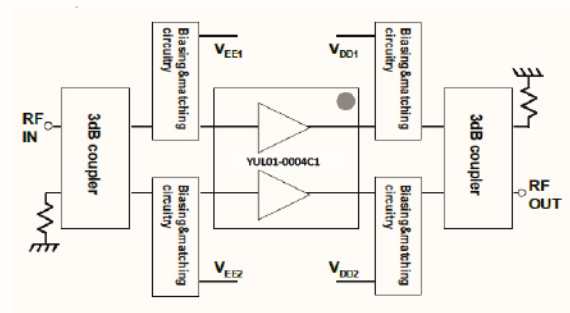 Biasing&matching
circuitry
VEE1
VDD1
Biasing&matching
circuitry
RF
IN
3dB coupler
YUL01-0004C1
3dB coupler
RF
OUT
Biasing&matching
circuitry
VEE2
VDD2
Biasing&matching
circuitry